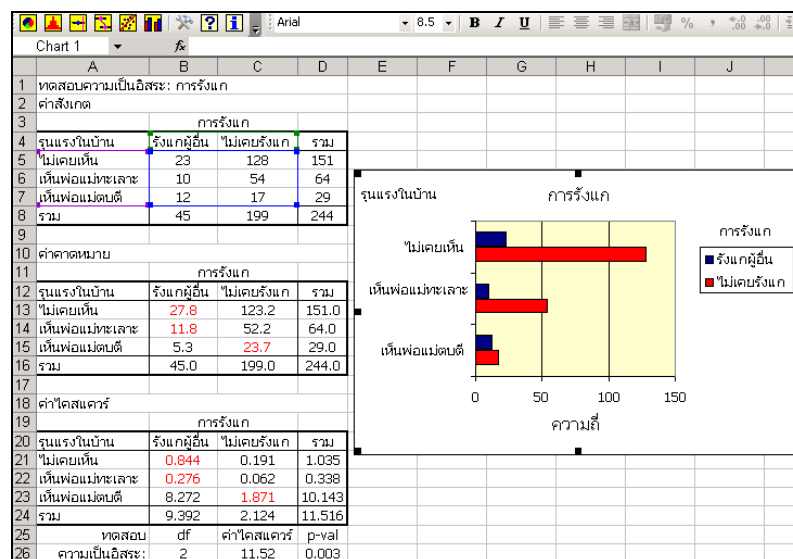 Arial 8.5 B I U % , .0 .00 .00 .0
Chart 1 fx
A B C D E F G H I J
1 ทดสอบความเป็นอิสระ: การรังแก
2 ค่าสังเกต
3 การรังแก
4 รุนแรงในบ้าน รังแกผู้อื่น ไม่เคยรังแก รวม
5 ไม่เคยเห็น 23 128 151
6 เห็นพ่อแม่ทะเลาะ 10 54 64
7 เห็นพ่อแม่ตบตี 12 17 29
8 รวม 45 199 244
9
10 ค่าคาดหมาย
11 การรังแก
12 รุนแรงในบ้าน รังแกผู้อื่น ไม่เคยรังแก รวม
13 ไม่เคยเห็น 27.8 123.2 151.0
14 เห็นพ่อแม่ทะเลาะ 11.8 52.2 64.0
15 เห็นพ่อแม่ตบตี 5.3 23.7 29.0
16 รวม 45.0 199.0 244.0
17
18 ค่าไคสแควร์
19 การรังแก
20 รุนแรงในบ้าน รังแกผู้อื่น ไม่เคยรังแก รวม
21 ไม่เคยเห็น 0.844 0.191 1.035
22 เห็นพ่อแม่ทะเลาะ 0.276 0.062 0.338
23 เห็นพ่อแม่ตบตี 8.272 1.871 10.143
24 รวม 9.392 2.124 11.516
25 ทดสอบ df ค่าไคสแควร์ p-val
26 ความเป็นอิสระ: 2 11.52 0.003
รุนแรงในบ้าน การรังแก
ไม่เคยเห็น
เห็นพ่อแม่ทะเลาะ
เห็นพ่อแม่ตบตี
0 50 100 150
ความถี่
การรังแก
รังแกผู้อื่น
ไม่เคยรังแก